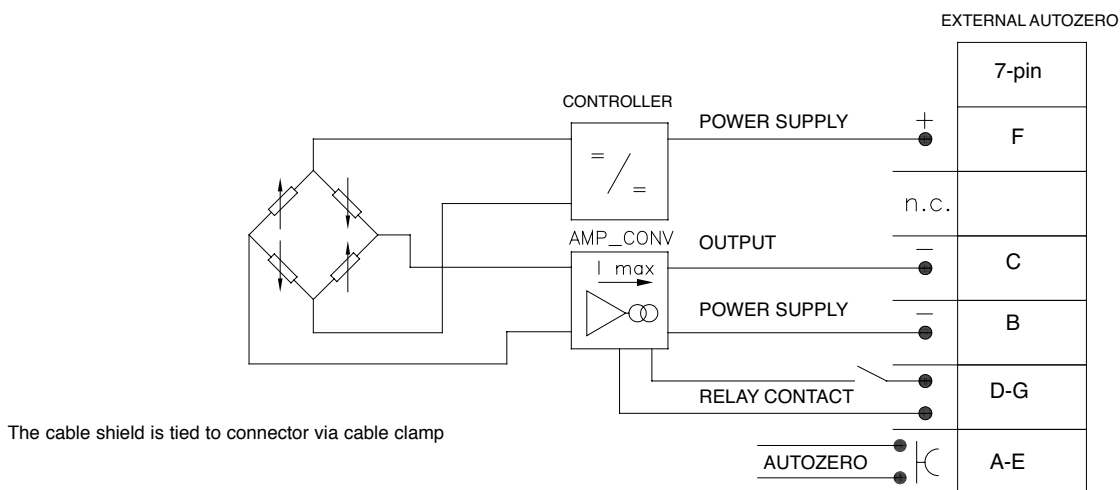 EXTERNAL AUTOZERO
7-pin
CONTROLLER
POWER SUPPLY
+
F
=
/
=
n.c.
AMP_CONV
OUTPUT
–
C
I max
POWER SUPPLY
–
B
RELAY CONTACT
D-G
The cable shield is tied to connector via cable clamp
AUTOZERO
A-E